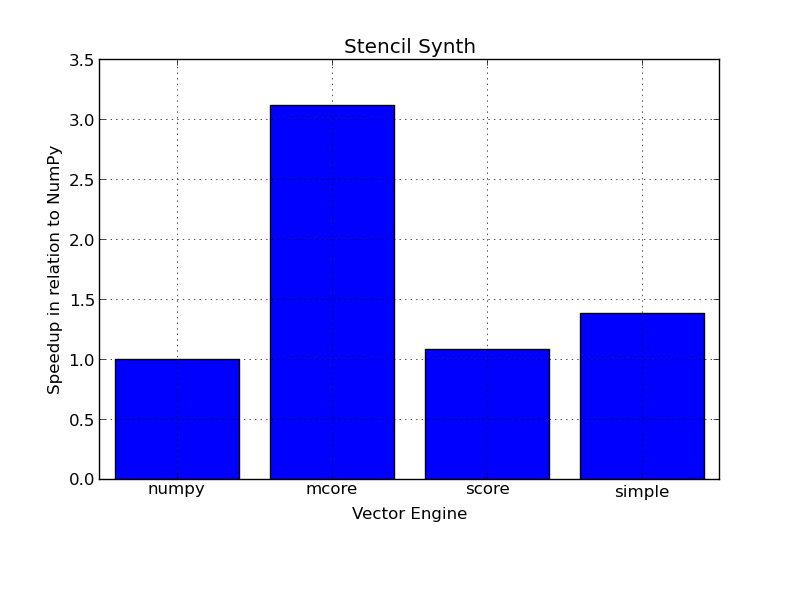 Stencil Synth
3.5
3.0
2.5
2.0
1.5
1.0
0.5
0.0
Speedup in relation to NumPy
numpy mcore score simple
Vector Engine